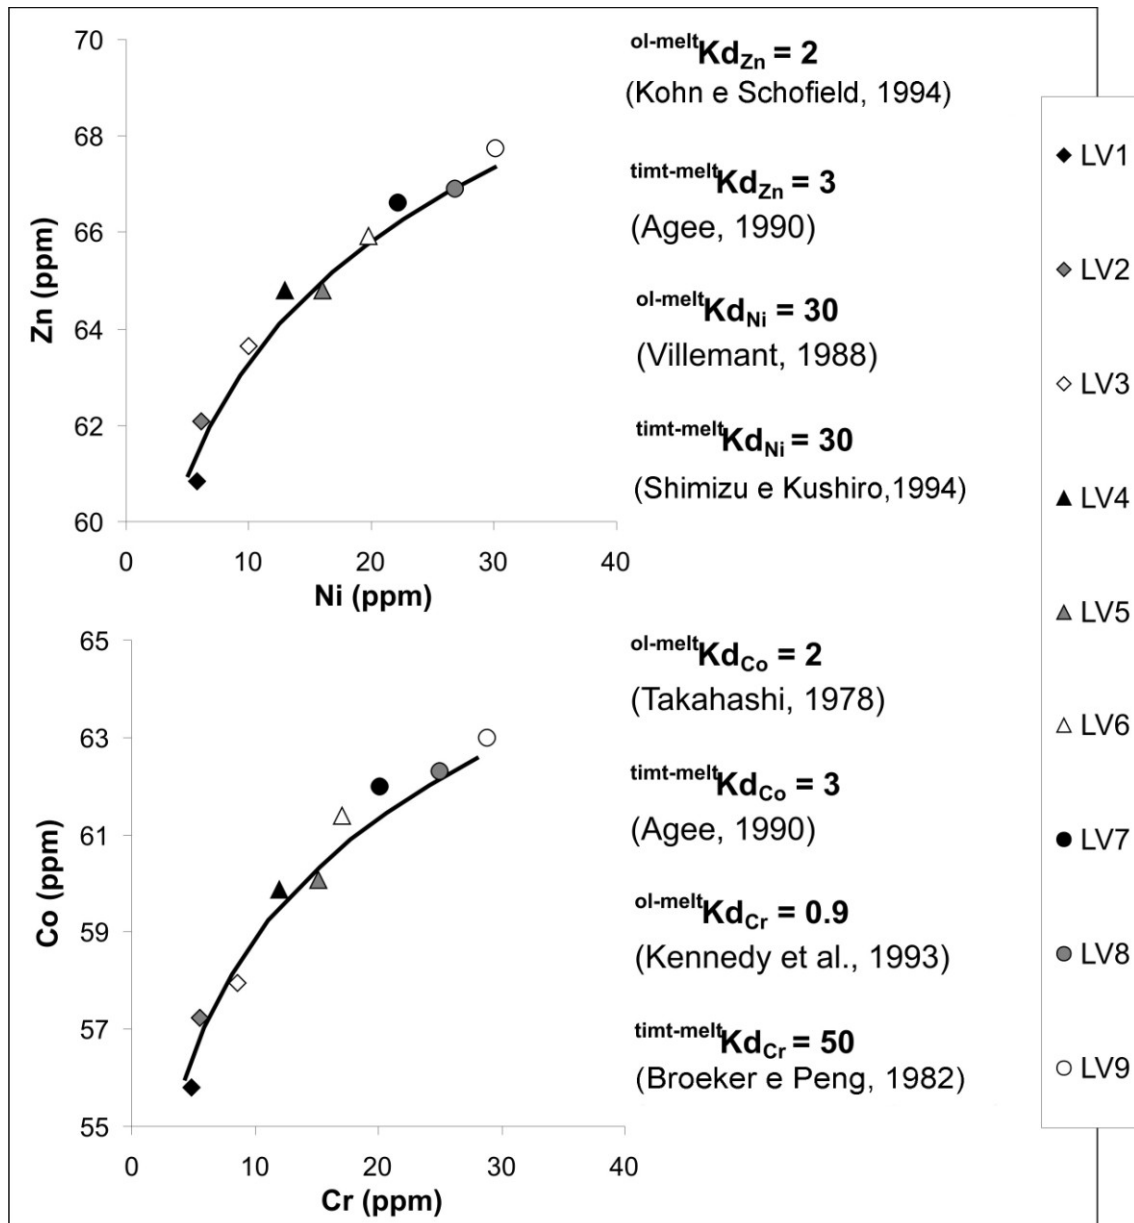 70
68
66
64
62
60
Zn (ppm)
0
10
20
30
40
Ni (ppm)
ol-meltKdZn = 2
(Kohn e Schofield, 1994)
timt-meltKdZn = 3
(Agee, 1990)
ol-meltKdNi = 30
(Villemant, 1988)
timt-meltKdNi = 30
(Shimizu e Kushiro,1994)
65
63
61
59
57
55
Co (ppm)
0
10
20
30
40
Cr (ppm)
ol-meltKdCo = 2
(Takahashi, 1978)
timt-meltKdCo = 3
(Agee, 1990)
ol-meltKdCr = 0.9
(Kennedy et al., 1993)
timt-meltKdCr = 50
(Broeker e Peng, 1982)
LV1
LV2
LV3
LV4
LV5
LV6
LV7
LV8
LV9